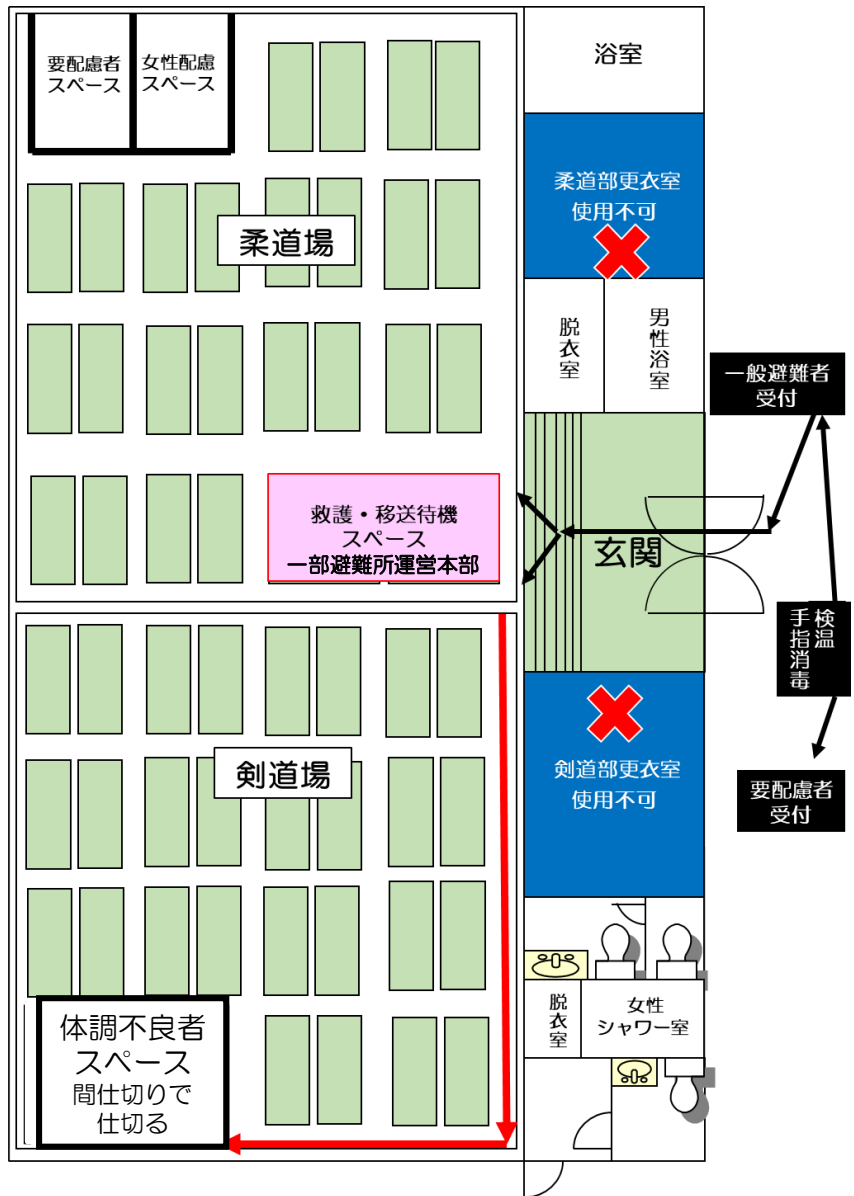 要配慮者
スペース
女性配慮
スペース
浴室
柔道部更衣室
使用不可
柔道場
脱衣室
男性浴室
一般避難者
受付
救護・移送待機
スペース
一部避難所運営本部
玄関
検温
手指消毒
剣道場
剣道部更衣室
使用不可
要配慮者
受付
体調不良者
スペース
間仕切りで
仕切る
脱衣室
女性
シャワー室